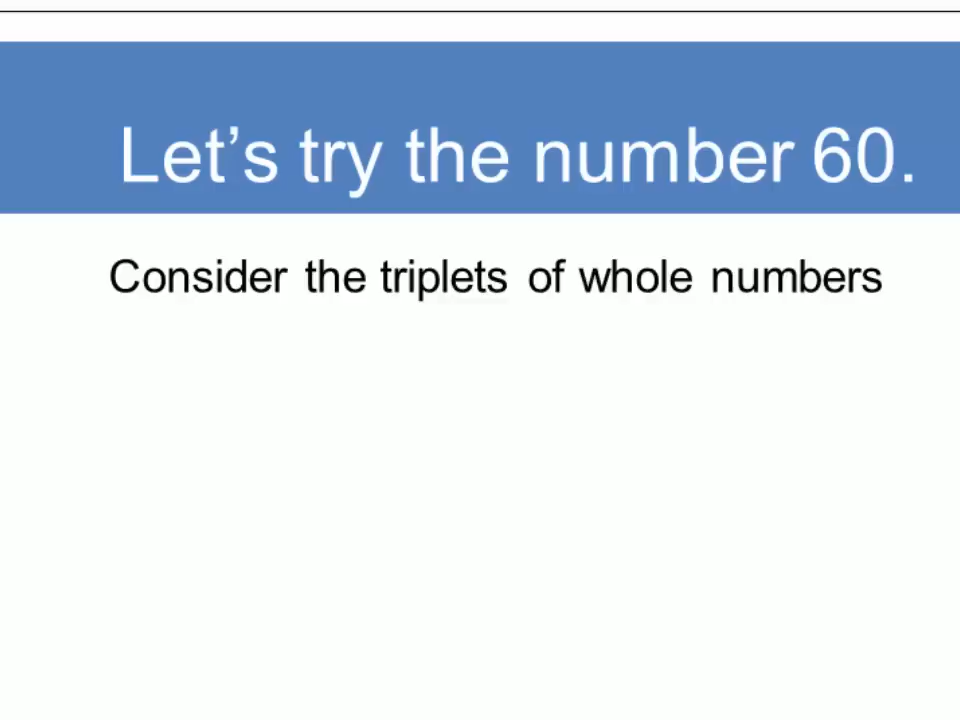 Let’s try the number 60.
Consider the triplets of whole numbers